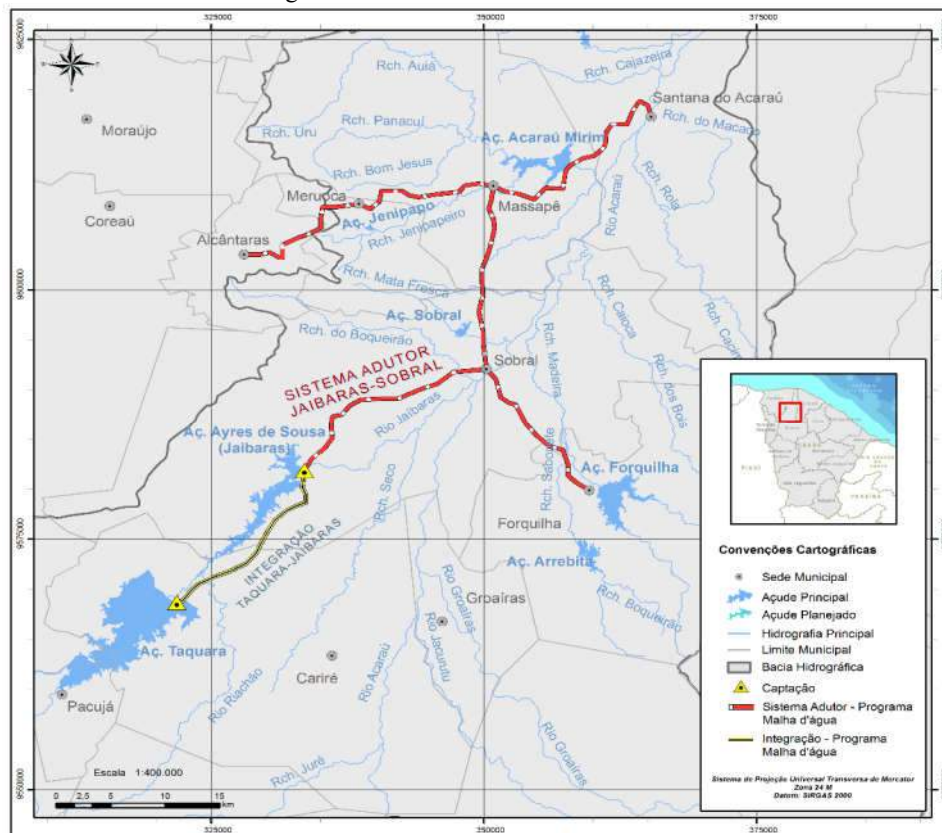 325000
350000
375000
9625000
Rch. Cajazeira
Rch. Auiá
Santana do Acaraú
Moraújo
Rch. Uru
Rch. Panacuí
Rch. do Macaco
Aç. Acaraú Mirim
Rch. Bom Jesus
Meruoca
Massapê
Rch. Rola
Coreaú
Aç. Jenipapo
Rio Acaraú
Rch. Jenipapeiro
Alcântaras
Rch. Mata Fresca
9600000
Rch. Caioca
Aç. Sobral
Rch. do Boqueirão
Rch. Madeira
Sobral
SISTEMA ADUTOR
JAIBARAS-SOBRAL
Rch. dos Bois
Rio Jaibaras
Aç. Ayres de Sousa
(Jaibaras)
Rch. Seco
Rch. Sabonete
Aç. Forquilha
Forquilha
9575000
INTEGRAÇÃO
TAQUARA-JAIBARAS
Aç. Arrebita
Rio Groaíras
Groaíras
Rch. Boqueirão
Rio Jacurutu
Aç. Taquara
Cariré
Rio Acaraú
Rio Riachão
Pacujá
Rio Groaíras
Rch. Juré
9550000
Escala 1:400.000
0 2,5 5 10 15
km
325000
350000
375000
PIAUÍ
Convenções Cartográficas
Sede Municipal
Açude Principal
Açude Planejado
Hidrografia Principal
Limite Municipal
Bacia Hidrográfica
Captação
Sistema Adutor - Programa
Malha d'água
Integração - Programa
Malha d'água
Sistema de Projeção Universal Transversa de Mercator
Zona 24 M
Datum: SIRGAS 2000